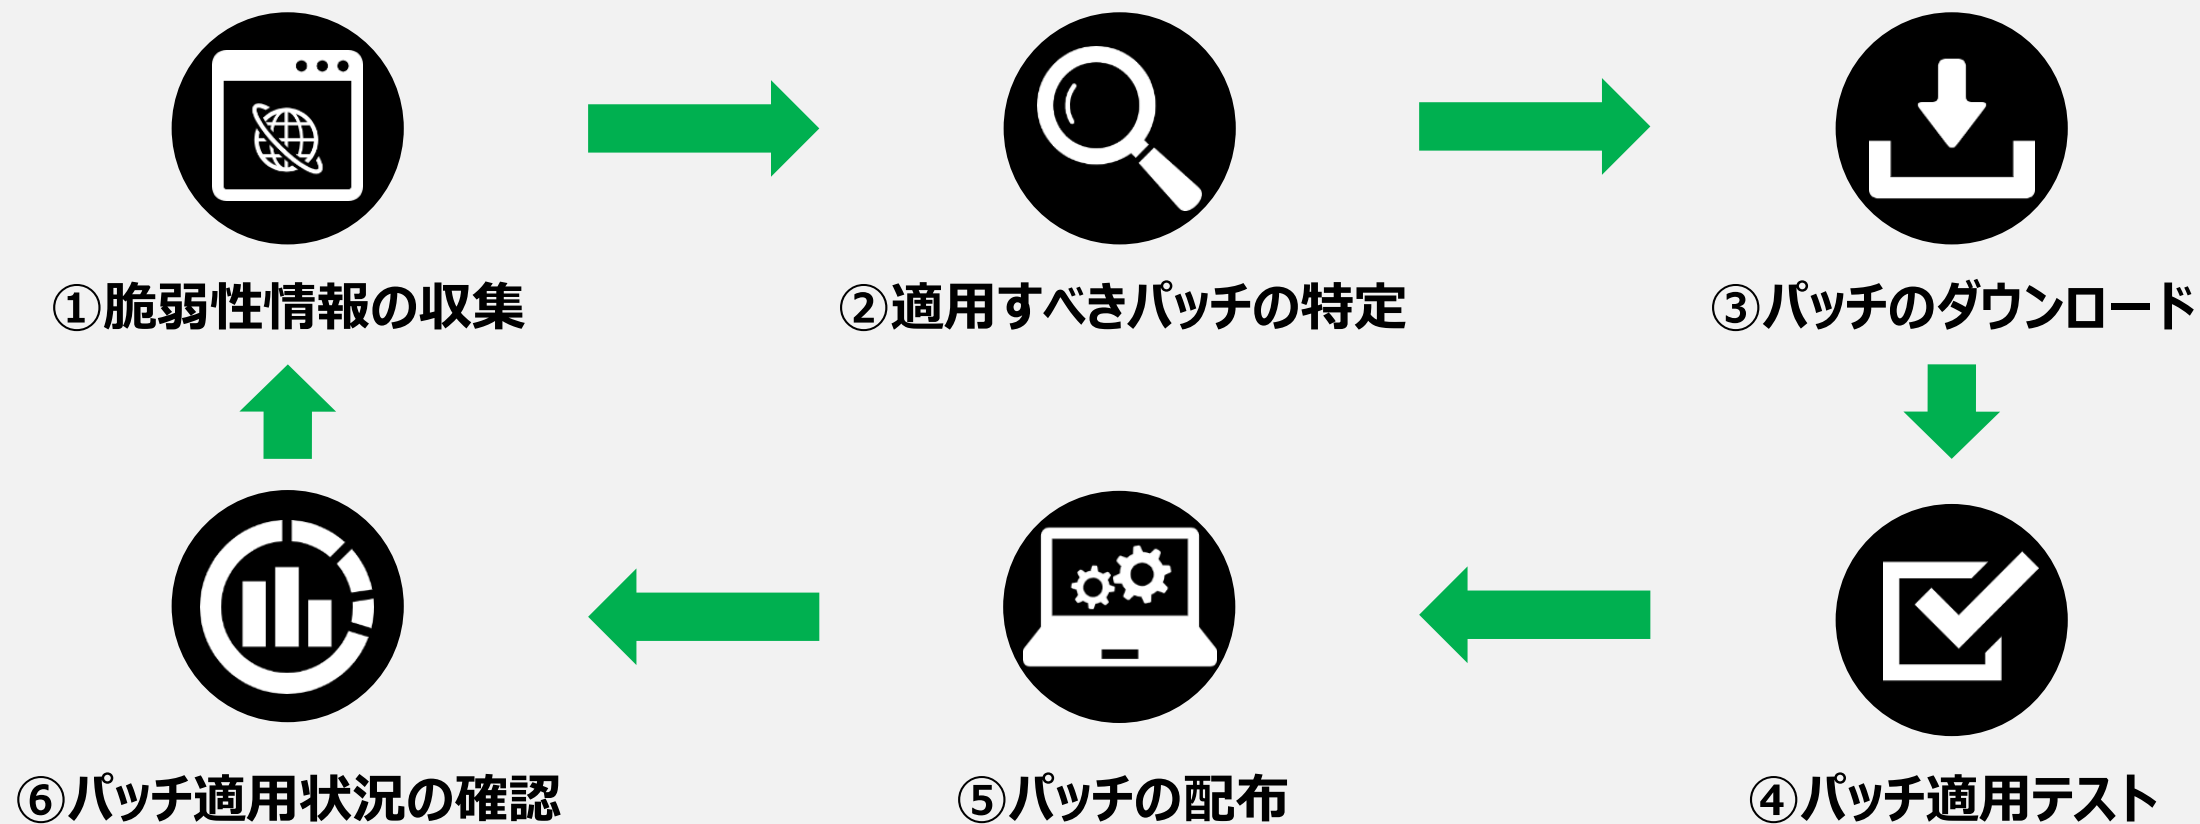 ①脆弱性情報の収集
②適用すべきパッチの特定
③パッチのダウンロード
④パッチ適用テスト
⑤パッチの配布
⑥パッチ適用状況の確認